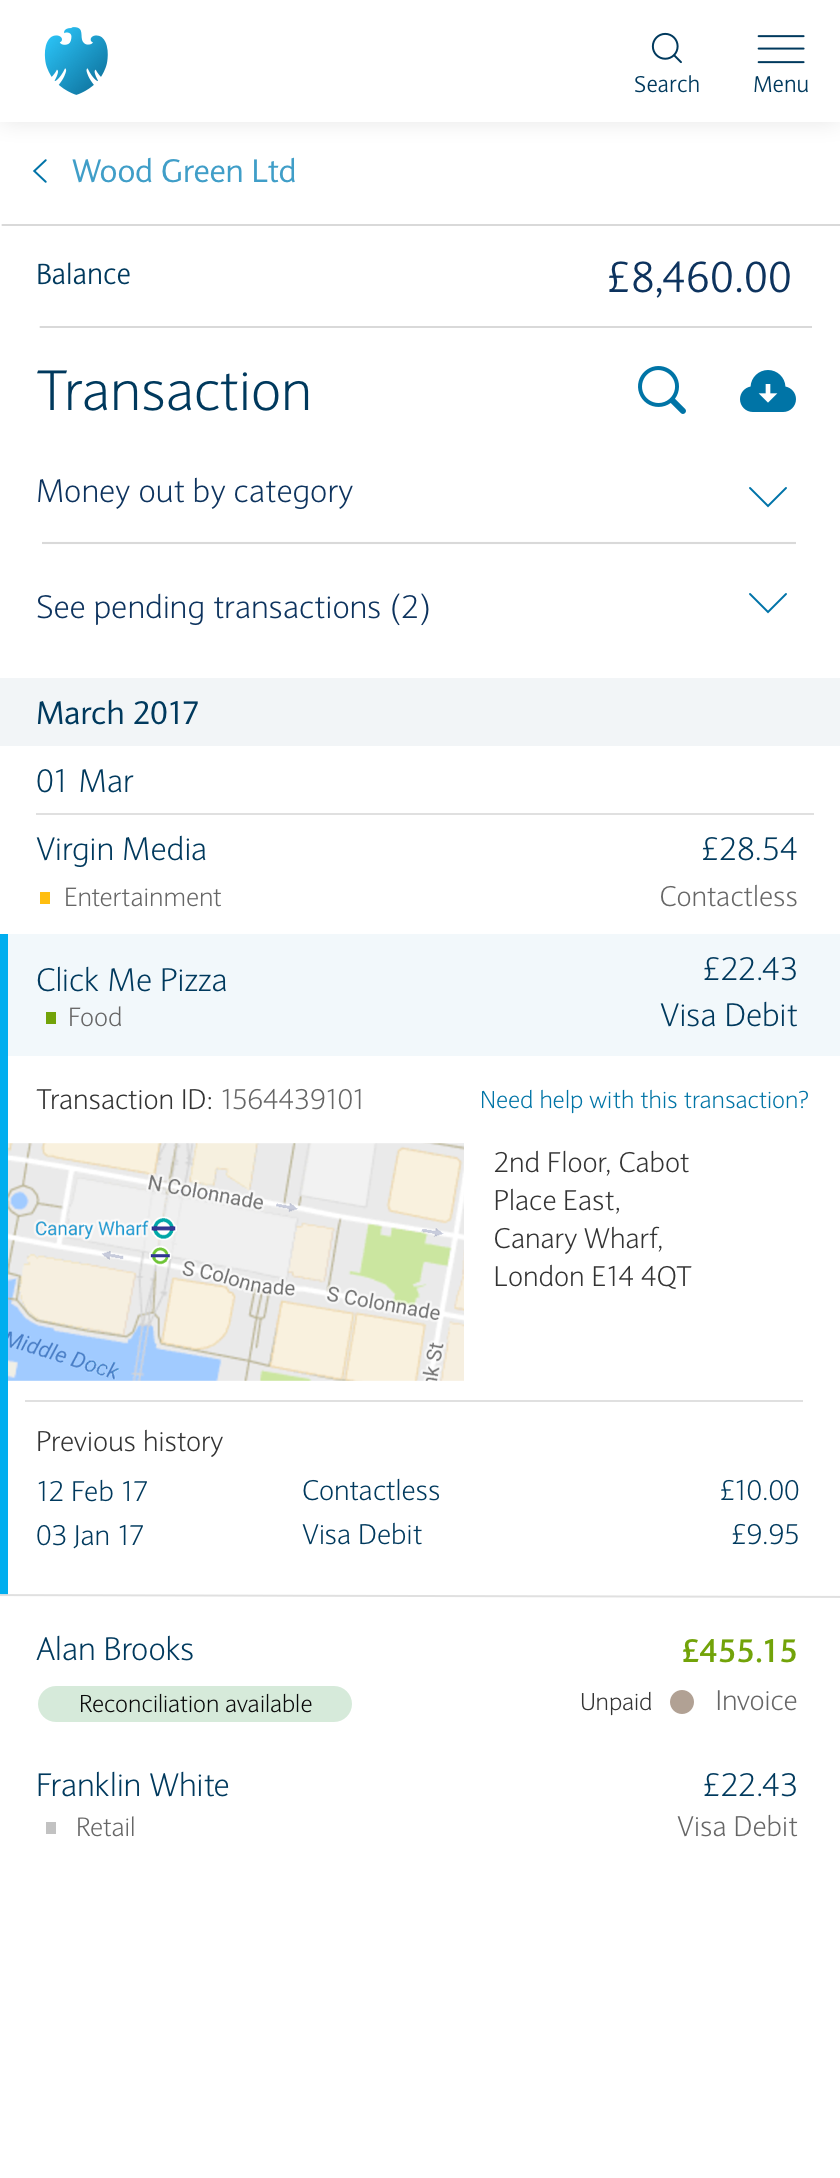 Search Menu
Wood Green Ltd
Balance £8,460.00
Transaction
Money out by category
See pending transactions (2)
March 2017
01 Mar
Virgin Media £28.54
Entertainment Contactless
Click Me Pizza £22.43
Food Visa Debit
Transaction ID: 1564439101 Need help with this transaction?
N Colonnade
Canary Wharf
S Colonnade
S Colonnade
Middle Dock
nk St
2nd Floor, Cabot
Place East,
Canary Wharf,
London E14 4QT
Previous history
12 Feb 17 Contactless £10.00
03 Jan 17 Visa Debit £9.95
Alan Brooks £455.15
Reconciliation available Unpaid Invoice
Franklin White £22.43
Retail Visa Debit